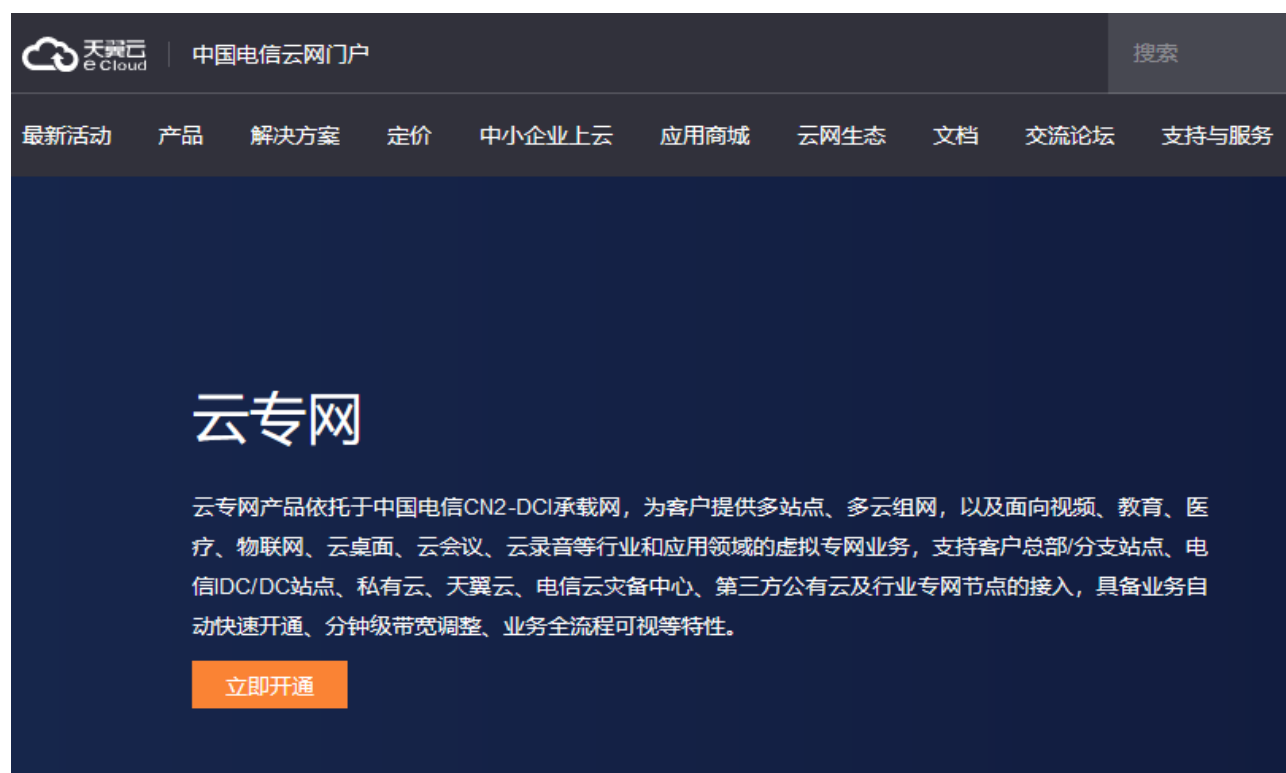 天翼云
e Cloud
中国电信云网门户
搜索
最新活动 产品 解决方案 定价 中小企业上云 应用商城 云网生态 文档 交流论坛 支持与服务
云专网
云专网产品依托于中国电信CN2-DCI承载网，为客户提供多站点、多云组网，以及面向视频、教育、医
疗、物联网、云桌面、云会议、云录音等行业和应用领域的虚拟专网业务，支持客户总部/分支站点、电
信IDC/DC站点、私有云、天翼云、电信云灾备中心、第三方公有云及行业专网节点的接入，具备业务自
动快速开通、分钟级带宽调整、业务全流程可视等特性。
立即开通